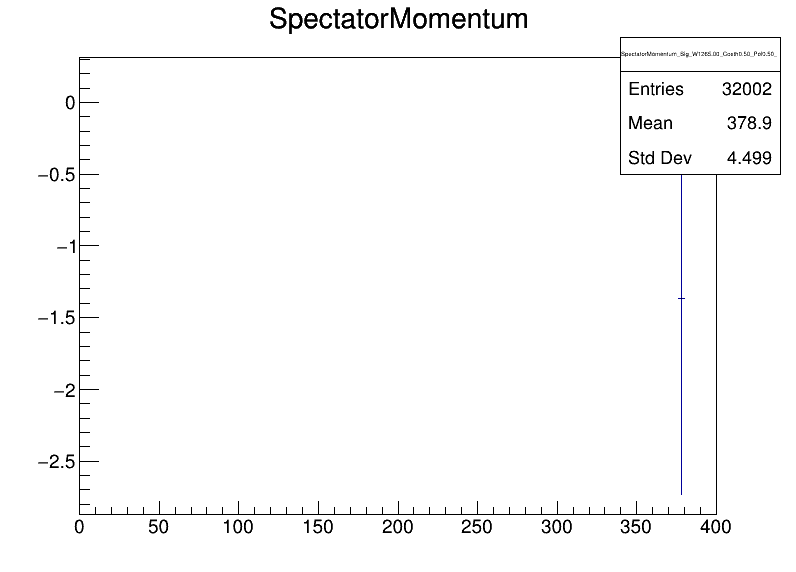 SpectatorMomentum
SpectatorMomentum_Sig_W1265.00_Costh0.50_Pol0.50_
Entries 32002
Mean 378.9
Std Dev 4.499
0
−0.5
−1
−1.5
−2
−2.5
0 50 100 150 200 250 300 350 400